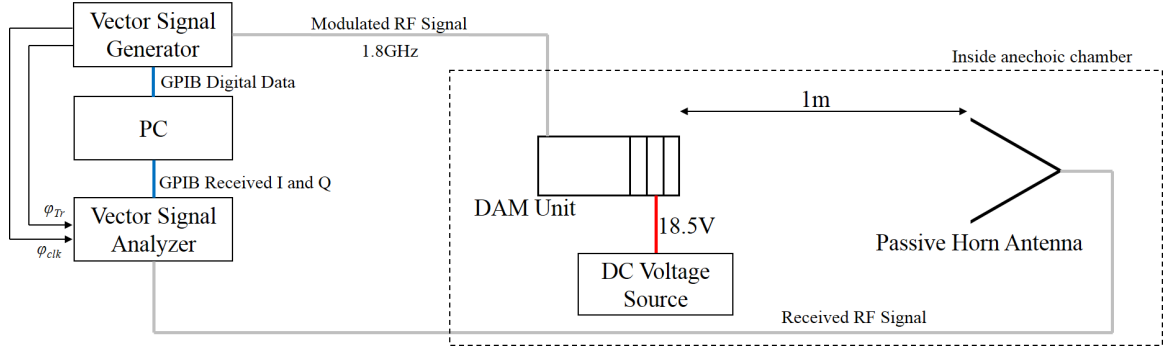 Vector Signal
Generator
Modulated RF Signal
1.8GHz
Inside anechoic chamber
GPIB Digital Data
1m
PC
GPIB Received I and Q
DAM Unit
φTr
Vector Signal
Analyzer
φclk
18.5V
Passive Horn Antenna
DC Voltage
Source
Received RF Signal